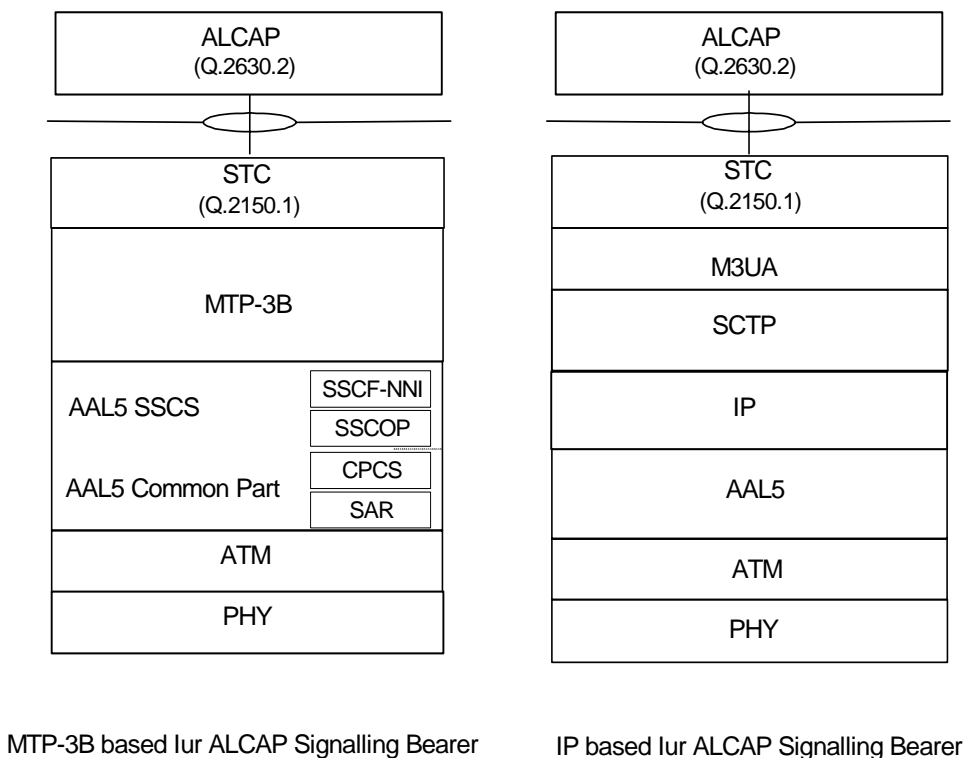 ALCAP
(Q.2630.2)
STC
(Q.2150.1)
MTP-3B
AAL5 SSCS
SSCF-NNI
SSCOP
AAL5 Common Part
CPCS
SAR
ATM
PHY
MTP-3B based Iur ALCAP Signalling Bearer
ALCAP
(Q.2630.2)
STC
(Q.2150.1)
M3UA
SCTP
IP
AAL5
ATM
PHY
IP based Iur ALCAP Signalling Bearer